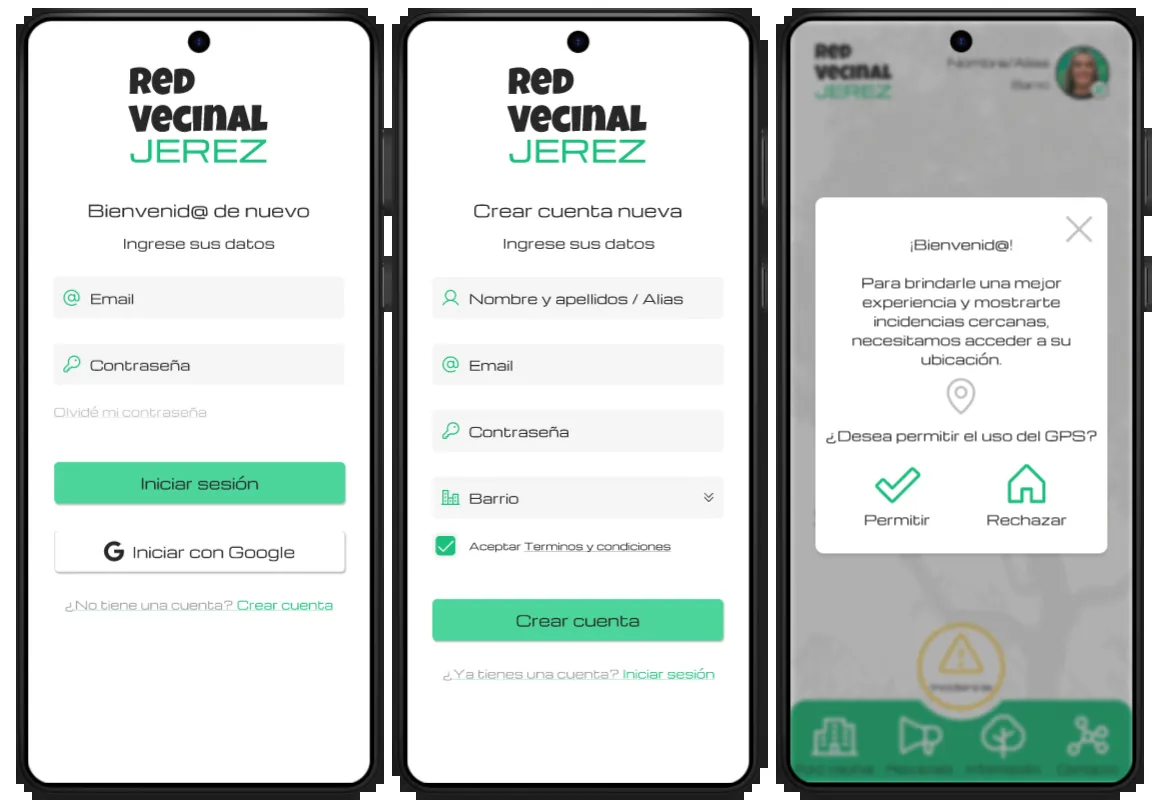 Red
Vecinal
JEREZ
Bienvenid@ de nuevo
Ingrese sus datos
Email
Contraseña
Olvidé mi contraseña
Iniciar sesión
G Iniciar con Google
¿No tiene una cuenta? Crear cuenta
Red
Vecinal
JEREZ
Crear cuenta nueva
Ingrese sus datos
Nombre y apellidos / Alias
Email
Contraseña
Barrio
Aceptar Terminos y condiciones
Crear cuenta
¿Ya tienes una cuenta? Iniciar sesión
Red
Vecinal
JEREZ
Nombre/Alias
Barrio
¡Bienvenid@!
Para brindarle una mejor
experiencia y mostrarte
incidencias cercanas,
necesitamos acceder a su
ubicación.
¿Desea permitir el uso del GPS?
Permitir
Rechazar
Incidencias